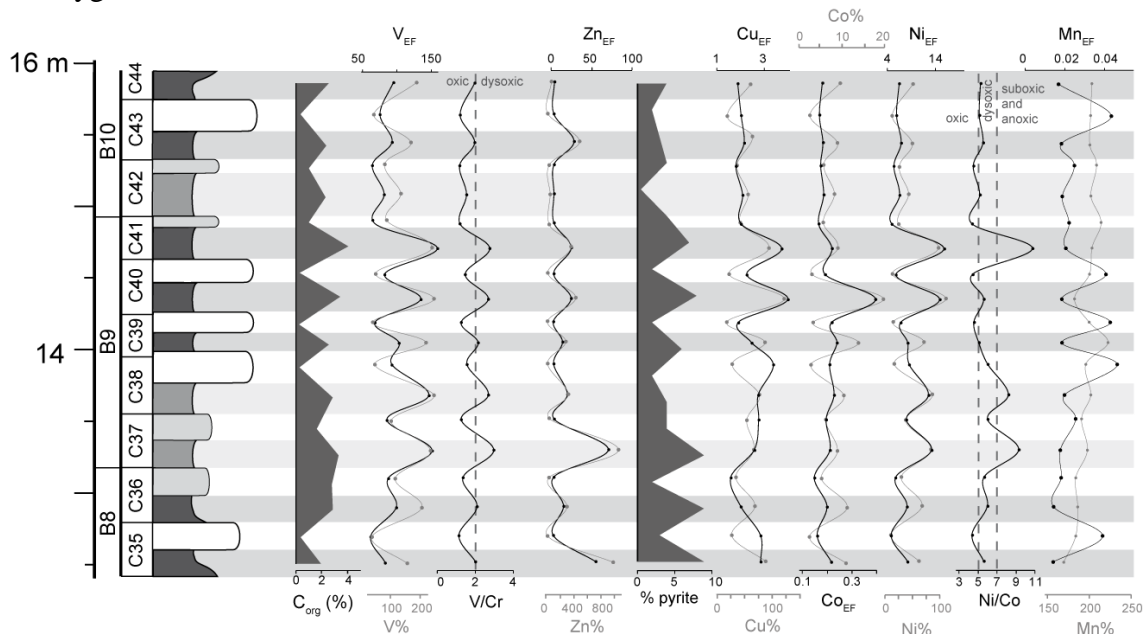 Co%
V_EF Zn_EF Cu_EF 0 10 20 Ni_EF Mn_EF
50 150 0 50 100 1 3 4 14 0 0.02 0.04
16 m
oxic dysoxic
oxic dysoxic suboxic and anoxic
14
B10
B9
B8
C44
C43
C42
C41
C40
C39
C38
C37
C36
C35
0 2 4 0 2 4 0 5 10 0.1 0.3 3 5 7 9 11
C_org (%) V/Cr % pyrite Co_EF Ni/Co
100 200 0 400 800 0 100 0 100 150 200 250
V% Zn% Cu% Ni% Mn%